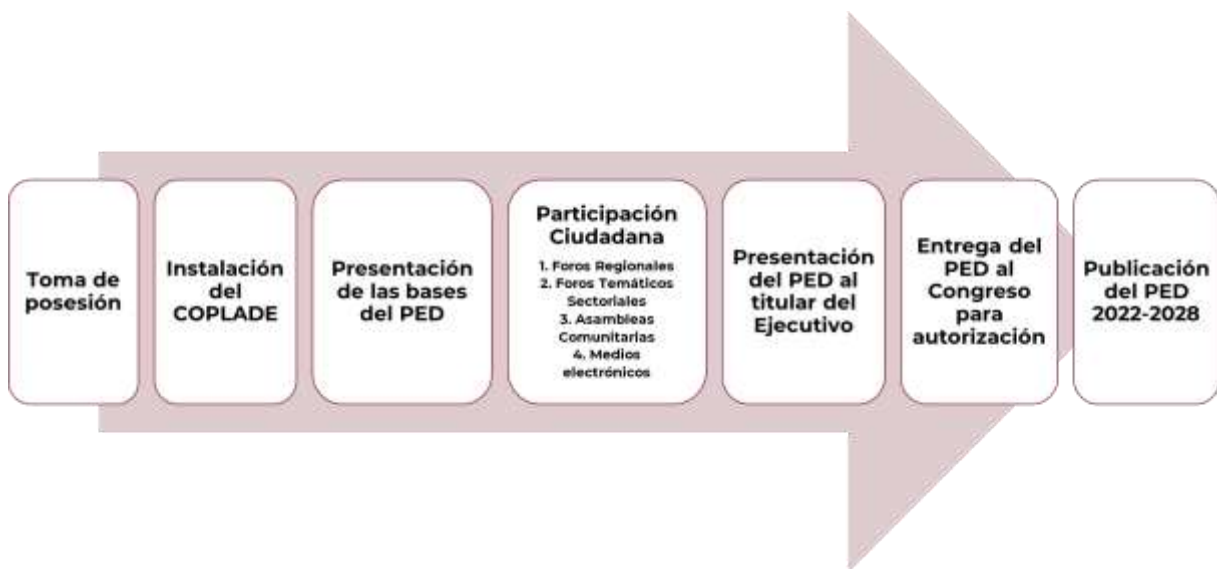 Toma de
posesión
Instalación
del
COPLADE
Presentación
de las bases
del PED
Participación
Ciudadana
1. Foros Regionales
2. Foros Temáticos
Sectoriales
3. Asambleas
Comunitarias
4. Medios
electrónicos
Presentación
del PED al
titular del
Ejecutivo
Entrega del
PED al
Congreso
para
autorización
Publicación
del PED
2022-2028